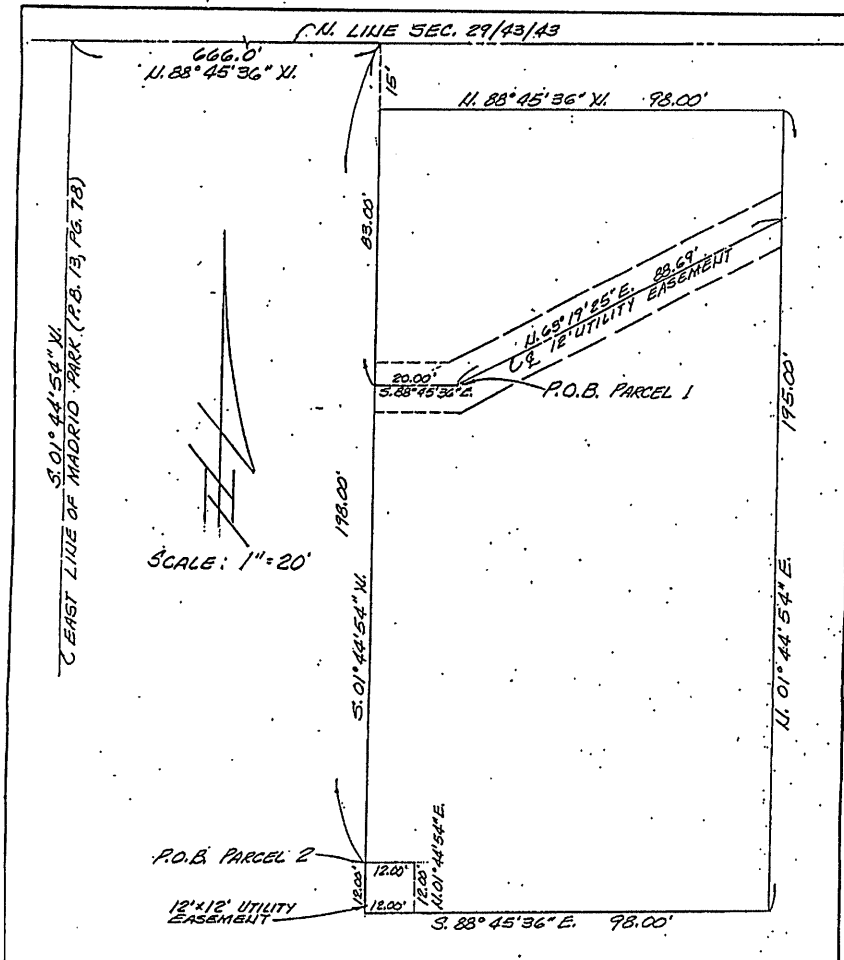 N. LINE SEC. 29/43/43
666.0'
N. 88° 45' 36" W.
15'
N. 88° 45' 36" W. 98.00'
S. 01° 44' 54" W.
EAST LINE OF MADRID PARK (P.B. 13, PG. 78)
83.00'
N. 63° 19' 25" E. 88.69'
℄ 12' UTILITY EASEMENT
20.00'
S. 88° 45' 36" E.
P.O.B. PARCEL 1
195.00'
198.00'
SCALE: 1" = 20'
S. 01° 44' 54" W.
N. 01° 44' 54" E.
P.O.B. PARCEL 2
12.00'
12.00'
12.00'
N. 01° 44' 54" E.
12.00'
12' x 12' UTILITY
EASEMENT
S. 88° 45' 36" E. 98.00'